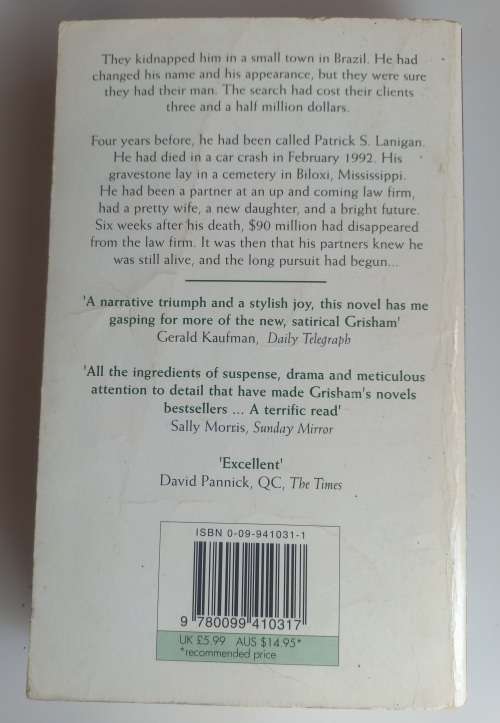 They kidnapped him in a small town in Brazil. He had
changed his name and his appearance, but they were sure
they had their man. The search had cost their clients
three and a half million dollars.
Four years before, he had been called Patrick S. Lanigan.
He had died in a car crash in February 1992. His
gravestone lay in a cemetery in Biloxi, Mississippi.
He had been a partner at an up and coming law firm,
had a pretty wife, a new daughter, and a bright future.
Six weeks after his death, $90 million had disappeared
from the law firm. It was then that his partners knew he
was still alive, and the long pursuit had begun...
'A narrative triumph and a stylish joy, this novel has me
gasping for more of the new, satirical Grisham'
Gerald Kaufman, Daily Telegraph
'All the ingredients of suspense, drama and meticulous
attention to detail that have made Grisham's novels
bestsellers ... A terrific read'
Sally Morris, Sunday Mirror
'Excellent'
David Pannick, QC, The Times
ISBN 0-09-941031-1
9 780099 410317
UK £5.99 AUS $14.95*
*recommended price